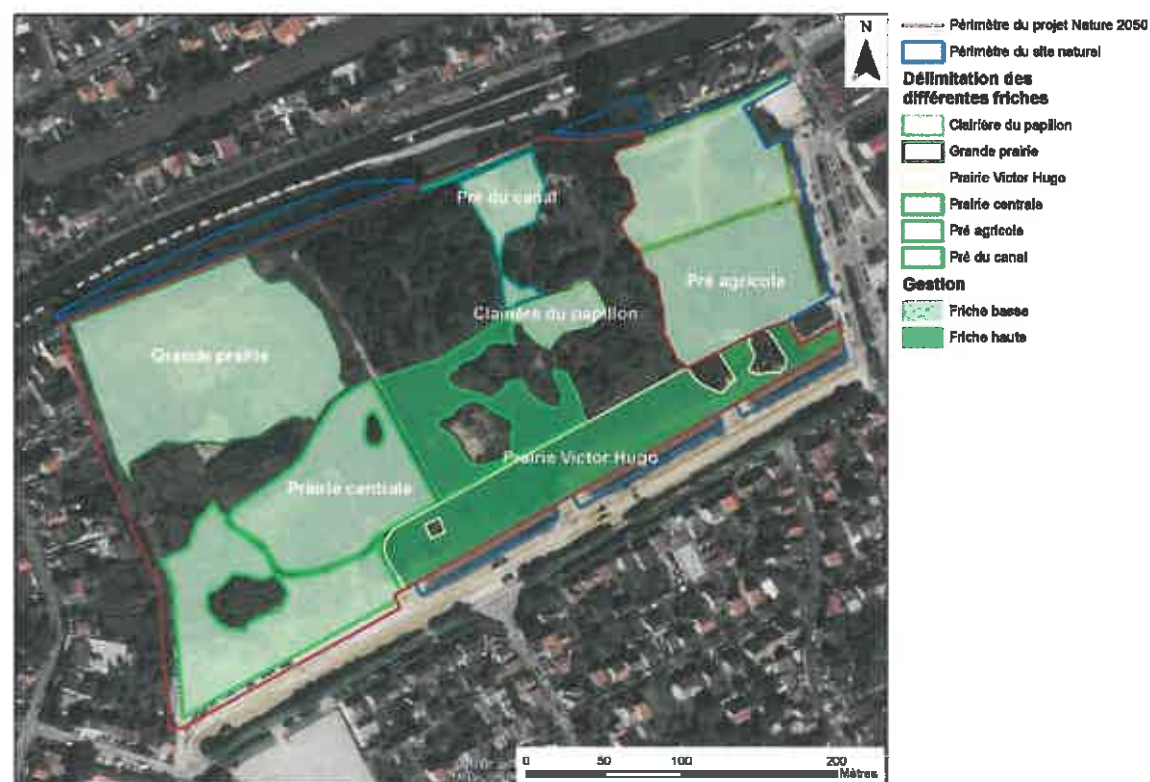 N
Périmètre du projet Nature 2050
Périmètre du site naturel
Délimitation des
différentes friches
Clairière du papillon
Grande prairie
Prairie Victor Hugo
Prairie centrale
Pré agricole
Pré du canal
Gestion
Friche basse
Friche haute
Pré du canal
Pré agricole
Clairière du papillon
Grande prairie
Prairie Victor Hugo
Prairie centrale
0 50 100 200
Mètres